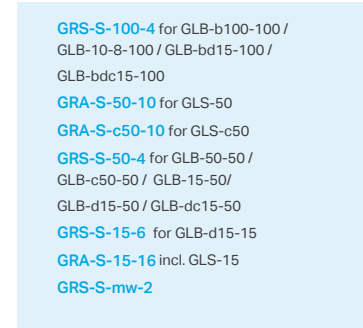 GRS-S-100-4 for GLB-b100-100 /
GLB-10-8-100 / GLB-bd15-100 /
GLB-bdc15-100
GRA-S-50-10 for GLS-50
GRA-S-c50-10 for GLS-c50
GRS-S-50-4 for GLB-50-50 /
GLB-c50-50 / GLB-15-50/
GLB-d15-50 / GLB-dc15-50
GRS-S-15-6 for GLB-d15-15
GRA-S-15-16 incl. GLS-15
GRS-S-mw-2